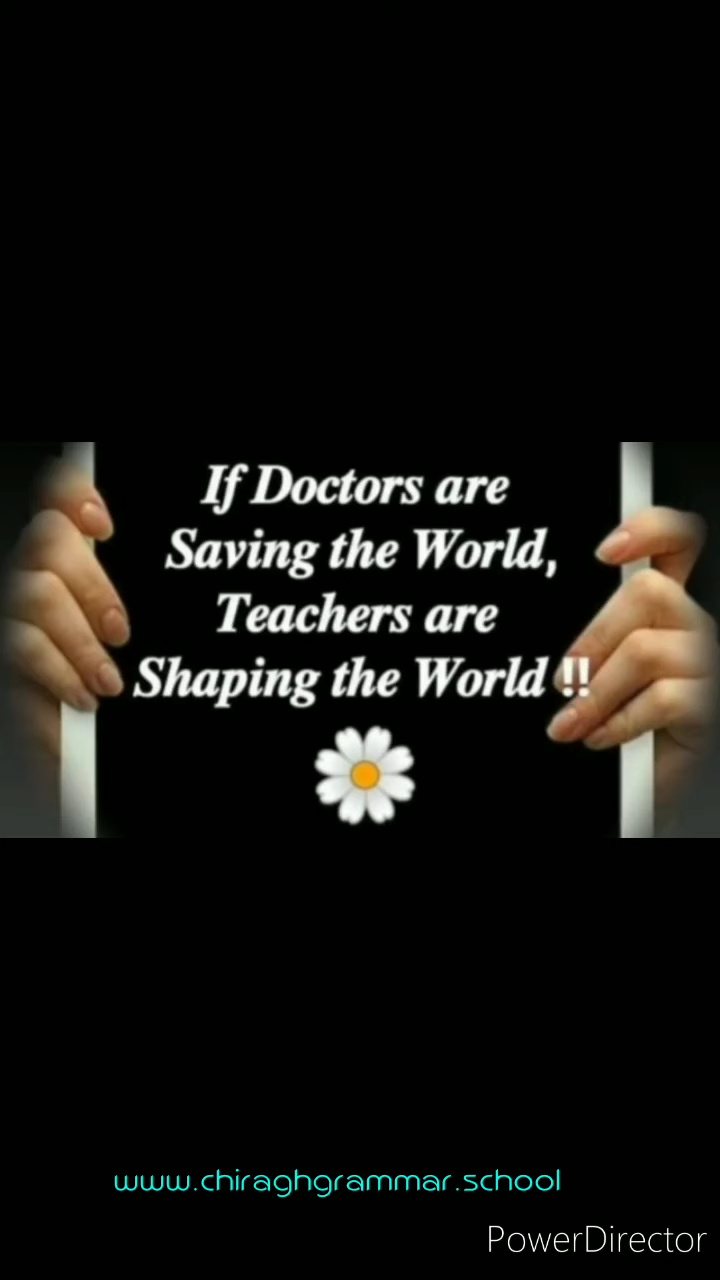 If Doctors are
Saving the World,
Teachers are
Shaping the World !!
www.chiraghgrammar.school
PowerDirector